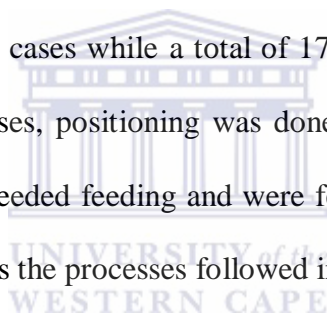 cases while a total of 17
ses, positioning was done
eeded feeding and were fo
UNIVERSITY of the
s the processes followed i
WESTERN CAPE